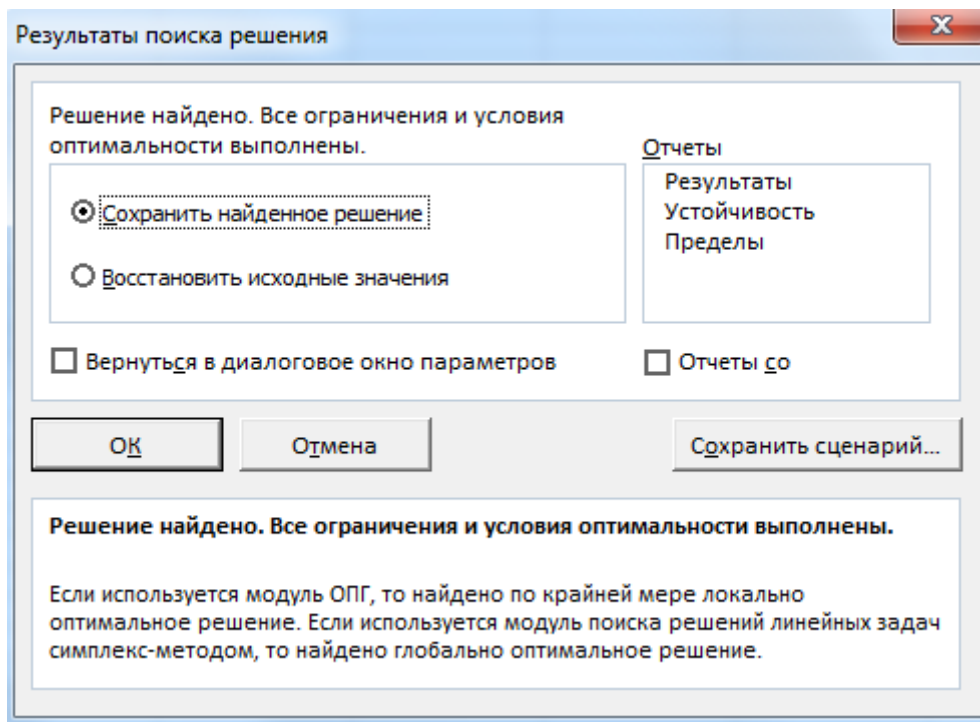 Результаты поиска решения
Решение найдено. Все ограничения и условия
оптимальности выполнены.
Отчеты
Сохранить найденное решение
Восстановить исходные значения
Результаты
Устойчивость
Пределы
Вернуться в диалоговое окно параметров
Отчеты со
ОК
Отмена
Сохранить сценарий...
Решение найдено. Все ограничения и условия оптимальности выполнены.
Если используется модуль ОПГ, то найдено по крайней мере локально
оптимальное решение. Если используется модуль поиска решений линейных задач
симплекс-методом, то найдено глобально оптимальное решение.